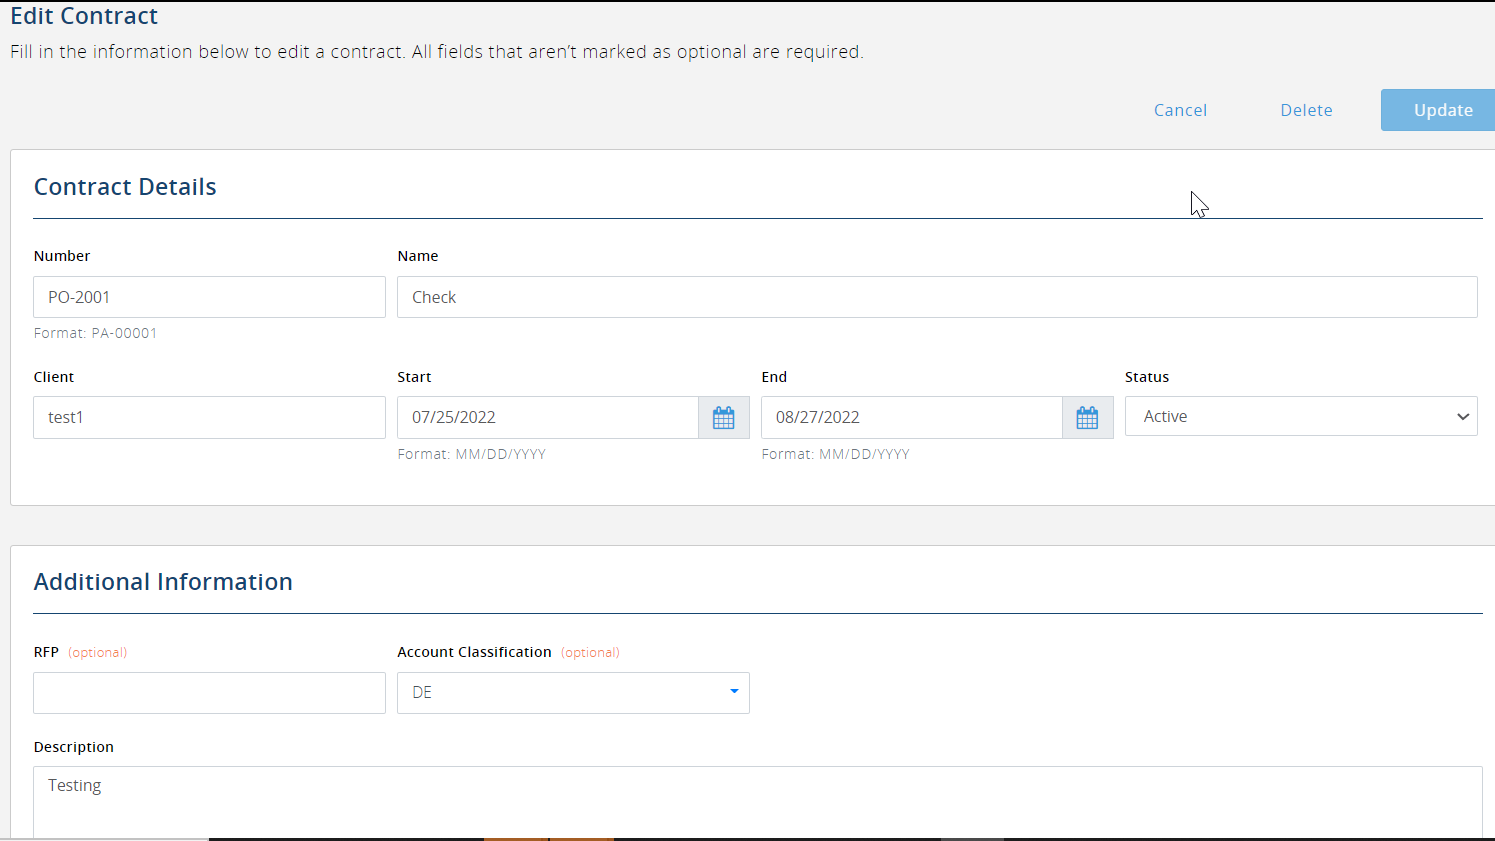 Edit Contract
Fill in the information below to edit a contract. All fields that aren’t marked as optional are required.
Cancel Delete Update
Contract Details
Number Name
PO-2001 Check
Format: PA-00001
Client Start End Status
test1 07/25/2022 08/27/2022 Active
Format: MM/DD/YYYY Format: MM/DD/YYYY
Additional Information
RFP (optional) Account Classification (optional)
DE
Description
Testing